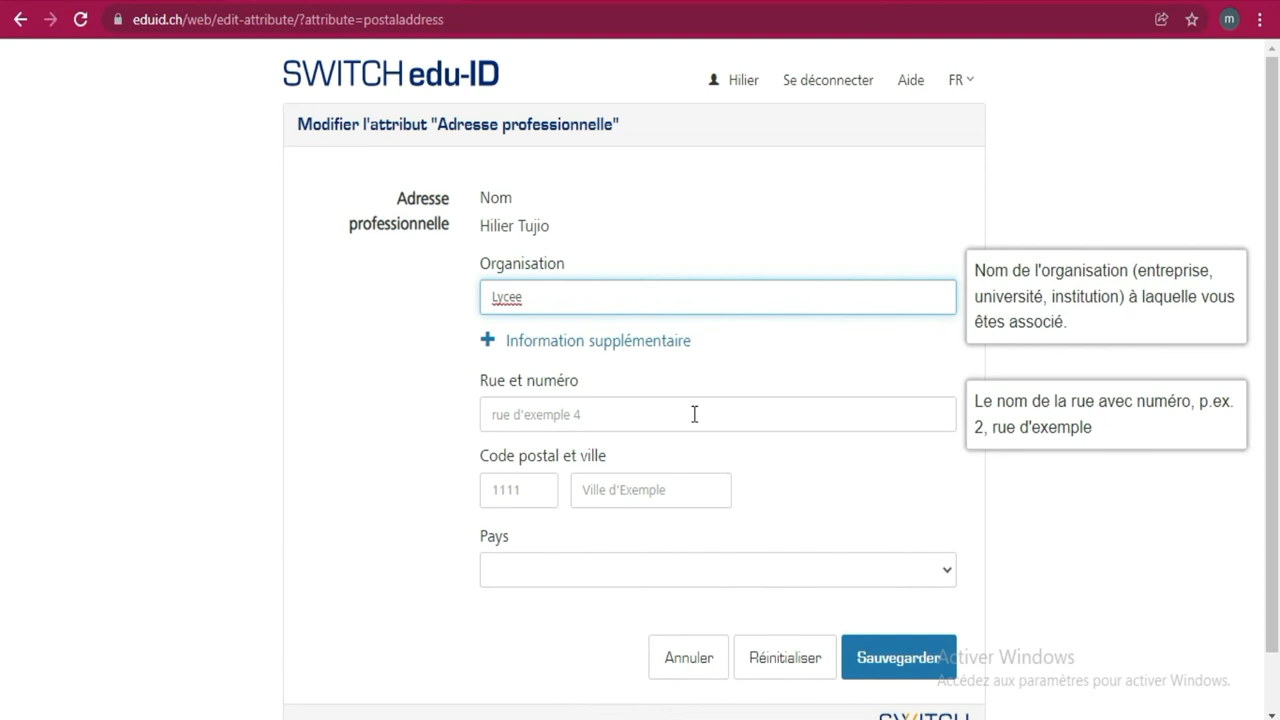 eduid.ch/web/edit-attribute/?attribute=postaladdress
m
SWITCH edu-ID
Hilier
Se déconnecter
Aide
FR
Modifier l'attribut "Adresse professionnelle"
Adresse
professionnelle
Nom
Hilier Tujio
Organisation
Lycee
Nom de l'organisation (entreprise,
université, institution) à laquelle vous
êtes associé.
Information supplémentaire
Rue et numéro
rue d'exemple 4
Le nom de la rue avec numéro, p.ex.
2, rue d'exemple
Code postal et ville
1111
Ville d'Exemple
Pays
Annuler
Réinitialiser
Sauvegarder
Activer Windows
Accédez aux paramètres pour activer Windows.
SWITCH